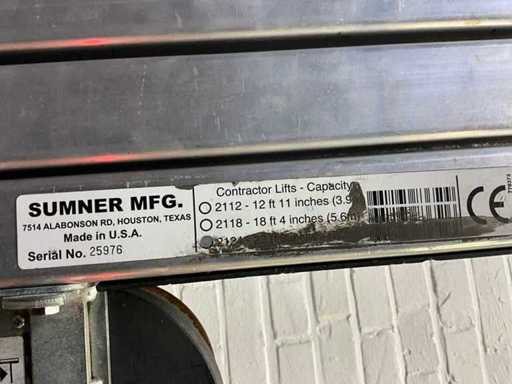 SUMNER MFG.
7514 ALABONSON RD, HOUSTON, TEXAS
Made in U.S.A.
Serial No. 25976
Contractor Lifts - Capacity
2112 - 12 ft 11 inches (3.9
2118 - 18 ft 4 inches (5.6m)
CE